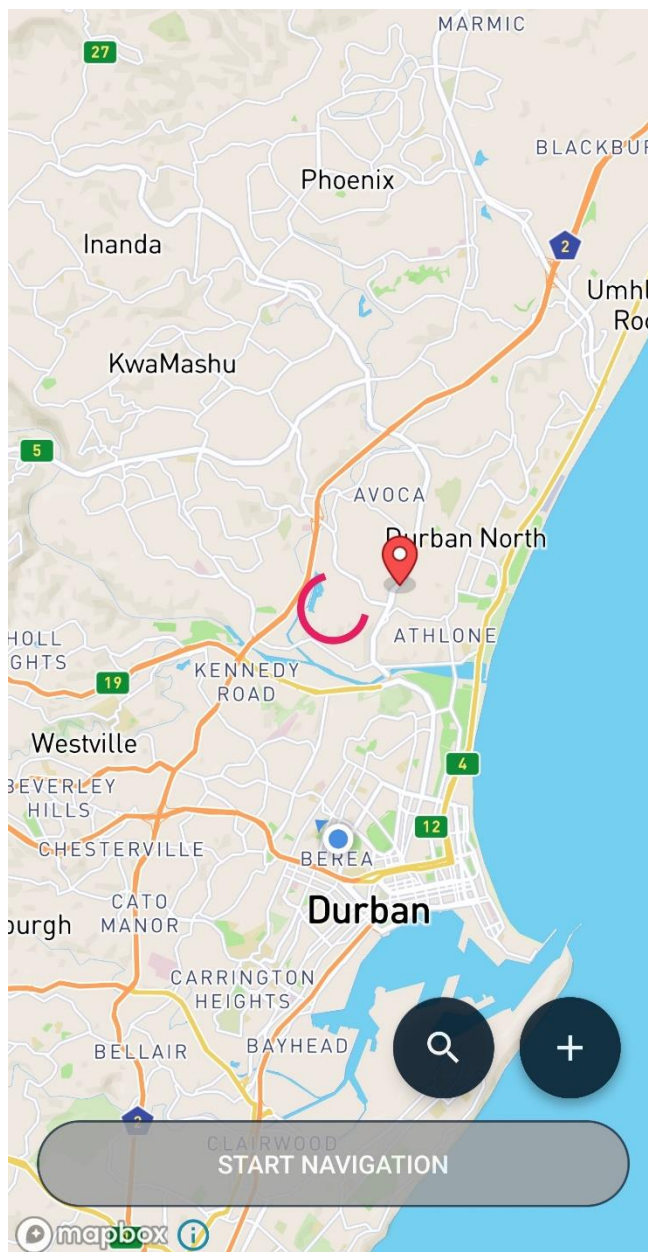 MARMIC
27
BLACKBUR
Phoenix
Inanda
2
Umhl
Roc
KwaMashu
5
AVOCA
Durban North
HOLL
GHTS
ATHLONE
KENNEDY
ROAD
19
Westville
4
BEVERLEY
HILLS
12
CHESTERVILLE
BEREA
CATO
MANOR
Durban
burgh
CARRINGTON
HEIGHTS
BELLAIR
BAYHEAD
2
CLAIRWOOD
START NAVIGATION
mapbox
i